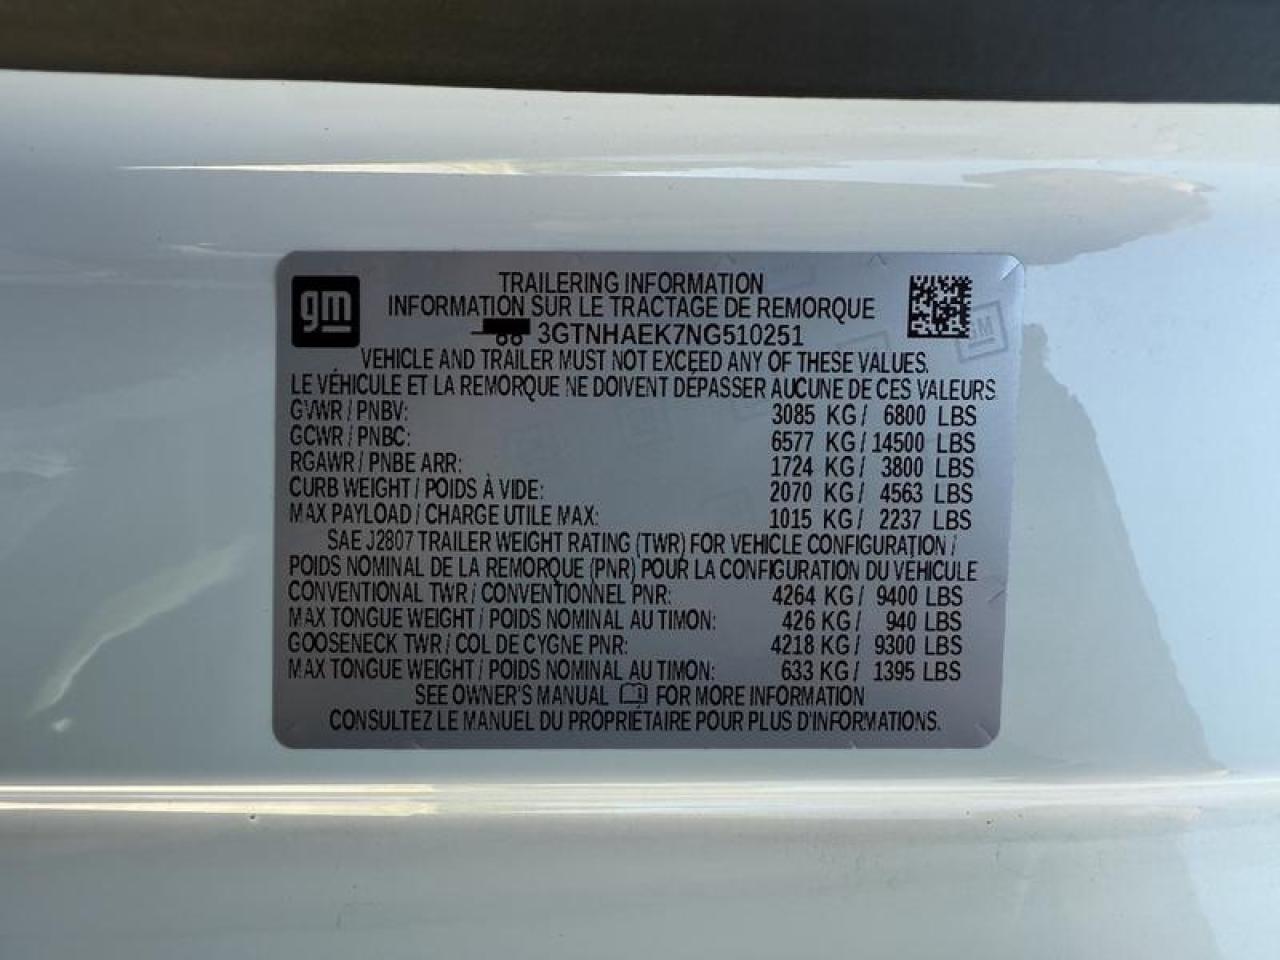 gm
TRAILERING INFORMATION
INFORMATION SUR LE TRACTAGE DE REMORQUE
3GTNHAEK7NG510251
VEHICLE AND TRAILER MUST NOT EXCEED ANY OF THESE VALUES.
LE VÉHICULE ET LA REMORQUE NE DOIVENT DÉPASSER AUCUNE DE CES VALEURS
GVWR / PNBV: 3085 KG / 6800 LBS
GCWR / PNBC: 6577 KG / 14500 LBS
RGAWR / PNBE ARR: 1724 KG / 3800 LBS
CURB WEIGHT / POIDS À VIDE: 2070 KG / 4563 LBS
MAX PAYLOAD / CHARGE UTILE MAX: 1015 KG / 2237 LBS
SAE J2807 TRAILER WEIGHT RATING (TWR) FOR VEHICLE CONFIGURATION /
POIDS NOMINAL DE LA REMORQUE (PNR) POUR LA CONFIGURATION DU VEHICULE
CONVENTIONAL TWR / CONVENTIONNEL PNR: 4264 KG / 9400 LBS
MAX TONGUE WEIGHT / POIDS NOMINAL AU TIMON: 426 KG / 940 LBS
GOOSENECK TWR / COL DE CYGNE PNR: 4218 KG / 9300 LBS
MAX TONGUE WEIGHT / POIDS NOMINAL AU TIMON: 633 KG / 1395 LBS
SEE OWNER'S MANUAL FOR MORE INFORMATION
CONSULTEZ LE MANUEL DU PROPRIÉTAIRE POUR PLUS D'INFORMATIONS.